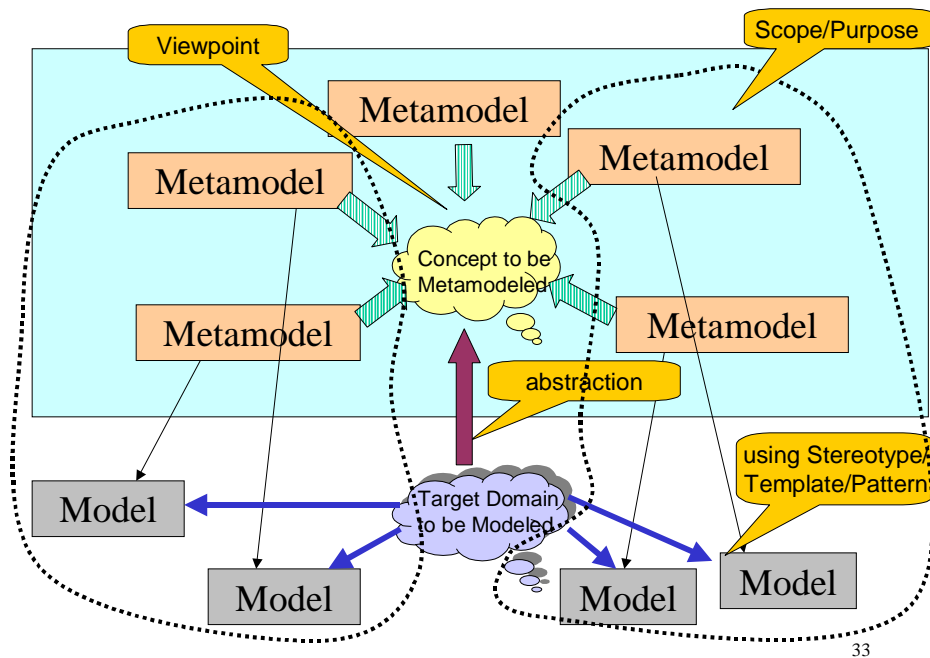 Scope/Purpose
Viewpoint
Metamodel
Metamodel
Metamodel
Concept to be
Metamodeled
Metamodel
Metamodel
abstraction
using Stereotype/
Template/Pattern
Target Domain
to be Modeled
Model
Model
Model
Model
33